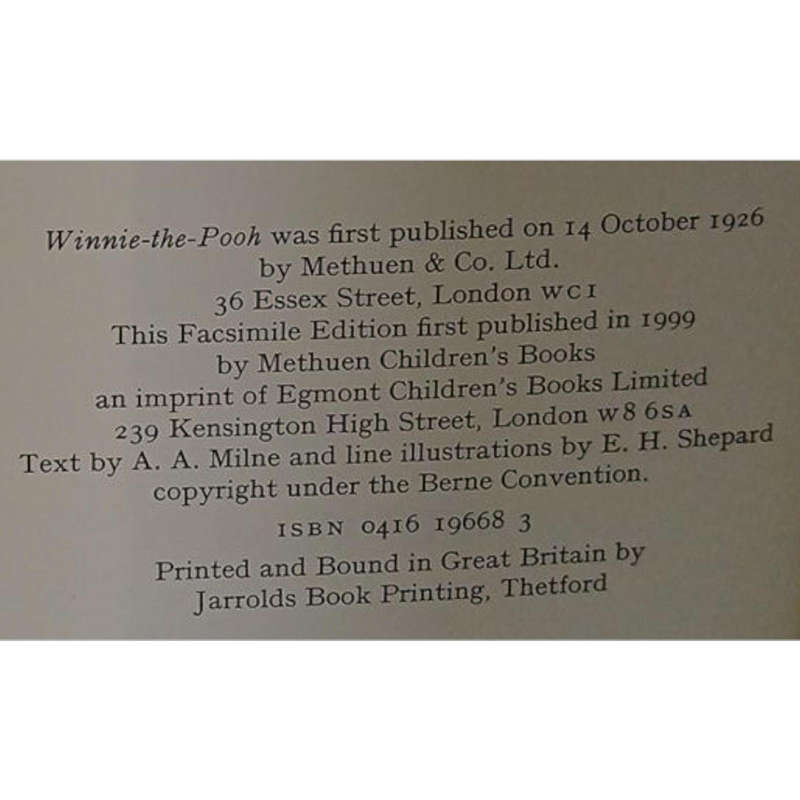 Winnie-the-Pooh was first published on 14 October 1926
by Methuen & Co. Ltd.
36 Essex Street, London WC1
This Facsimile Edition first published in 1999
by Methuen Children's Books
an imprint of Egmont Children's Books Limited
239 Kensington High Street, London W8 6SA
Text by A. A. Milne and line illustrations by E. H. Shepard
copyright under the Berne Convention.
ISBN 0416 19668 3
Printed and Bound in Great Britain by
Jarrolds Book Printing, Thetford